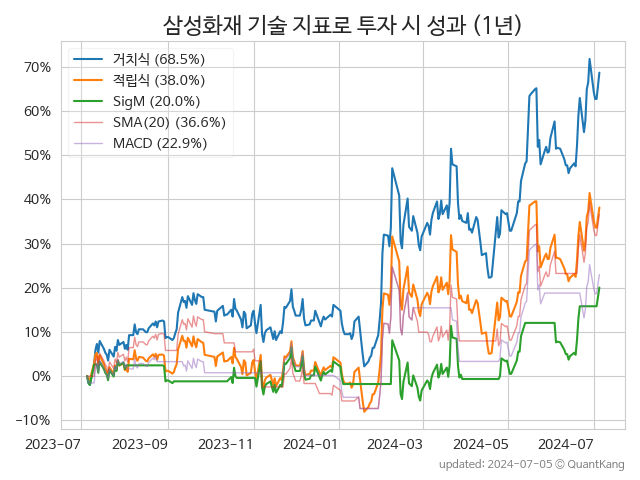 삼성화재 기술 지표로 투자 시 성과 (1년)
거치식 (68.5%)
적립식 (38.0%)
SigM (20.0%)
SMA(20) (36.6%)
MACD (22.9%)
70%
60%
50%
40%
30%
20%
10%
0%
−10%
2023-07 2023-09 2023-11 2024-01 2024-03 2024-05 2024-07
updated: 2024-07-05 © QuantKang